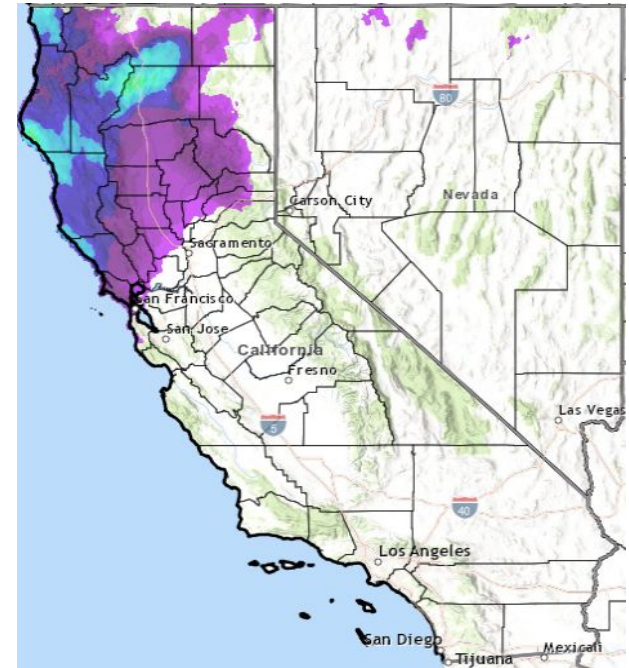 80
Carson City
Nevada
Sacramento
San Francisco
San Jose
California
Fresno
Las Vegas
5
40
Los Angeles
San Diego
Tijuana
Mexicali